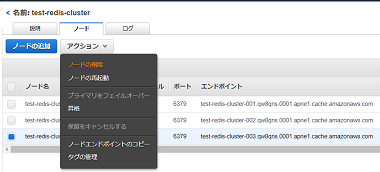 < 名前: test-redis-cluster
説明 ノード ログ
ノードの追加 アクション
ノードの削除
ノードの再起動
プライマリをフェイルオーバー
昇格
保留をキャンセルする
ノードエンドポイントのコピー
タグの管理
ノード名 ル ポート エンドポイント
test-redis-clus 6379 test-redis-cluster-001.qw8qns.0001.apne1.cache.amazonaws.com
test-redis-clus 6379 test-redis-cluster-002.qw8qns.0001.apne1.cache.amazonaws.com
test-redis-clus 6379 test-redis-cluster-003.qw8qns.0001.apne1.cache.amazonaws.com